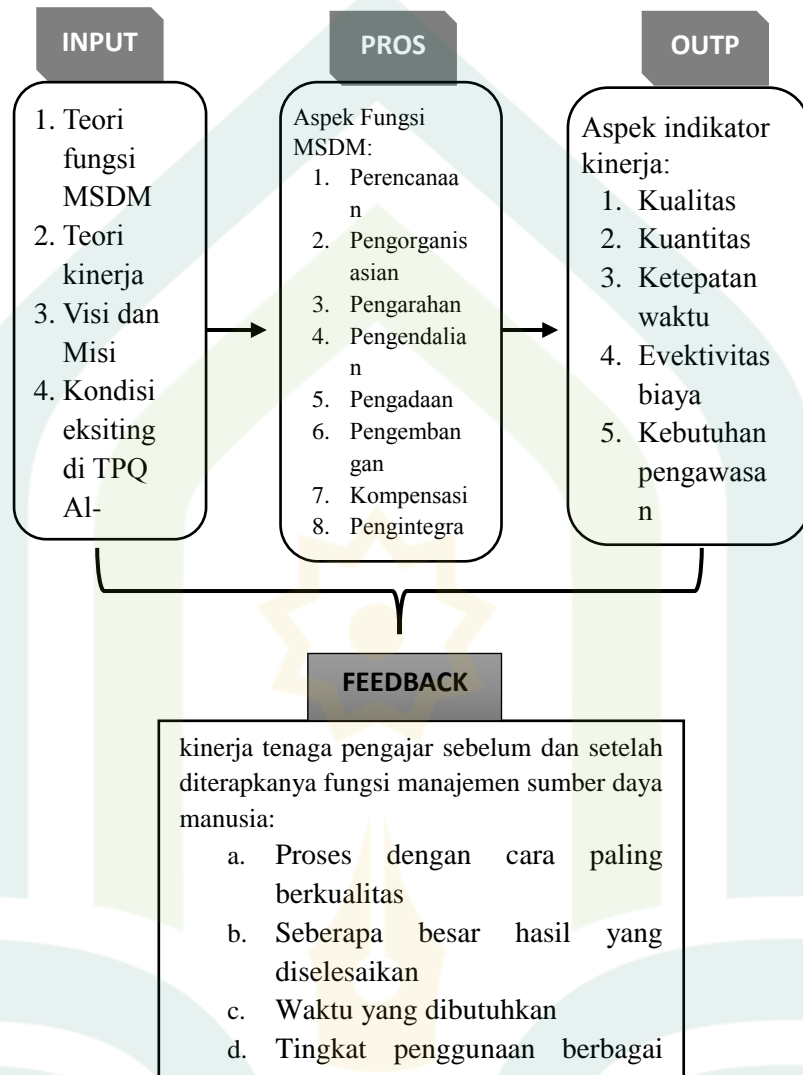 INPUT
1. Teori
fungsi
MSDM
2. Teori
kinerja
3. Visi dan
Misi
4. Kondisi
eksiting
di TPQ
Al-
PROS
Aspek Fungsi
MSDM:
1. Perencanaa
n
2. Pengorganis
asian
3. Pengarahan
4. Pengendalia
n
5. Pengadaan
6. Pengemban
gan
7. Kompensasi
8. Pengintegra
OUTP
Aspek indikator
kinerja:
1. Kualitas
2. Kuantitas
3. Ketepatan
waktu
4. Evektivitas
biaya
5. Kebutuhan
pengawasa
n
FEEDBACK
kinerja tenaga pengajar sebelum dan setelah
diterapkanya fungsi manajemen sumber daya
manusia:
a. Proses dengan cara paling
berkualitas
b. Seberapa besar hasil yang
diselesaikan
c. Waktu yang dibutuhkan
d. Tingkat penggunaan berbagai